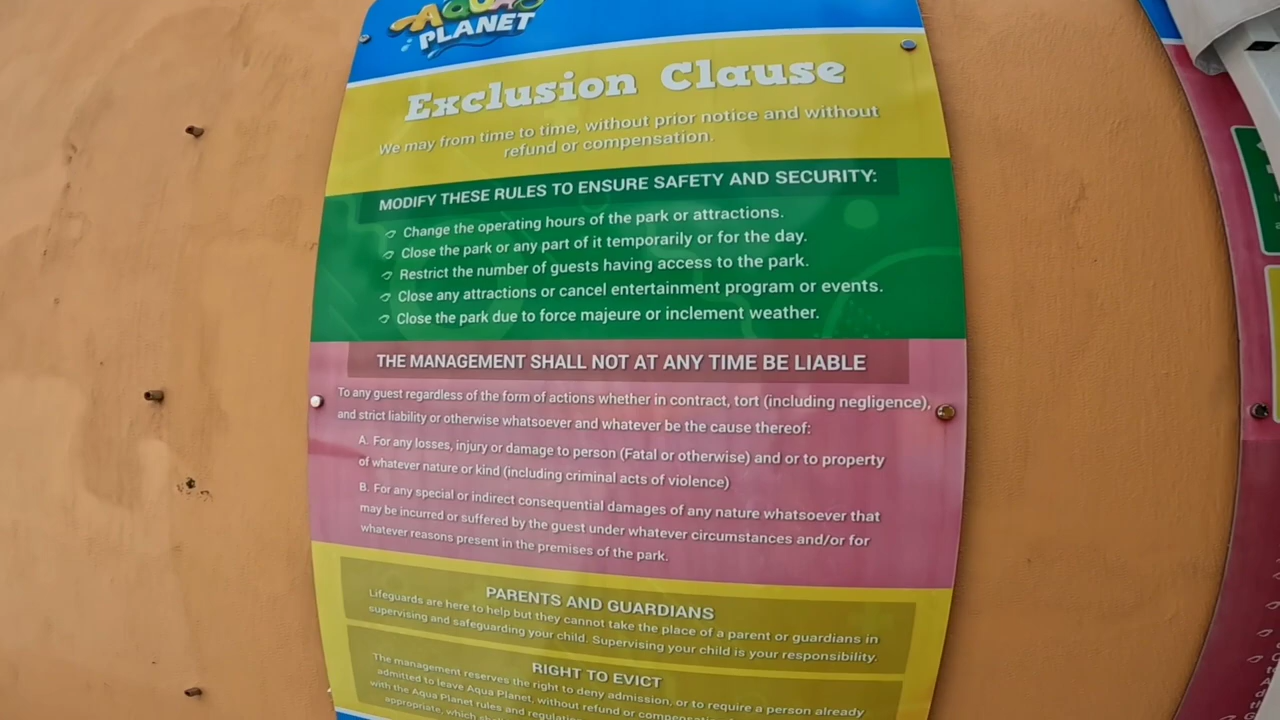 AQUA
PLANET
Exclusion Clause
We may from time to time, without prior notice and without
refund or compensation.
MODIFY THESE RULES TO ENSURE SAFETY AND SECURITY:
Change the operating hours of the park or attractions.
Close the park or any part of it temporarily or for the day.
Restrict the number of guests having access to the park.
Close any attractions or cancel entertainment program or events.
Close the park due to force majeure or inclement weather.
THE MANAGEMENT SHALL NOT AT ANY TIME BE LIABLE
To any guest regardless of the form of actions whether in contract, tort (including negligence),
and strict liability or otherwise whatsoever and whatever be the cause thereof:
A. For any losses, injury or damage to person (Fatal or otherwise) and or to property
of whatever nature or kind (including criminal acts of violence)
B. For any special or indirect consequential damages of any nature whatsoever that
may be incurred or suffered by the guest under whatever circumstances and/or for
whatever reasons present in the premises of the park.
PARENTS AND GUARDIANS
Lifeguards are here to help but they cannot take the place of a parent or guardians in
supervising and safeguarding your child. Supervising your child is your responsibility.
RIGHT TO EVICT
The management reserves the right to deny admission, or to require a person already
admitted to leave Aqua Planet, without refund or
with the Aqua Planet rules and
appropriate, which